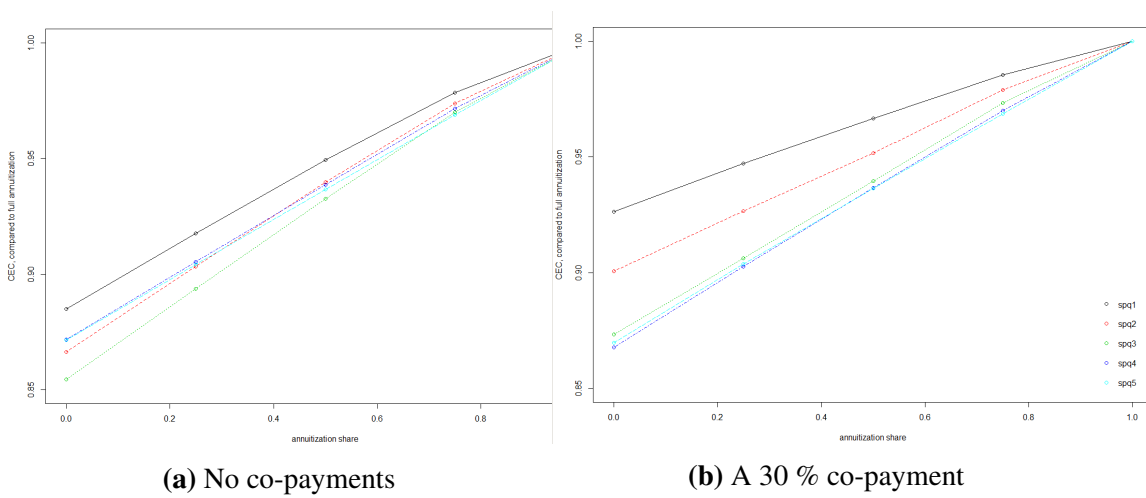 CEC, compared to full annuitization
1.00
0.95
0.90
0.85
0.0
0.2
0.4
0.6
0.8
annuitization share
(a) No co-payments
CEC, compared to full annuitization
1.00
0.95
0.90
0.85
0.0
0.2
0.4
0.6
0.8
1.0
annuitization share
spq1
spq2
spq3
spq4
spq5
(b) A 30 % co-payment